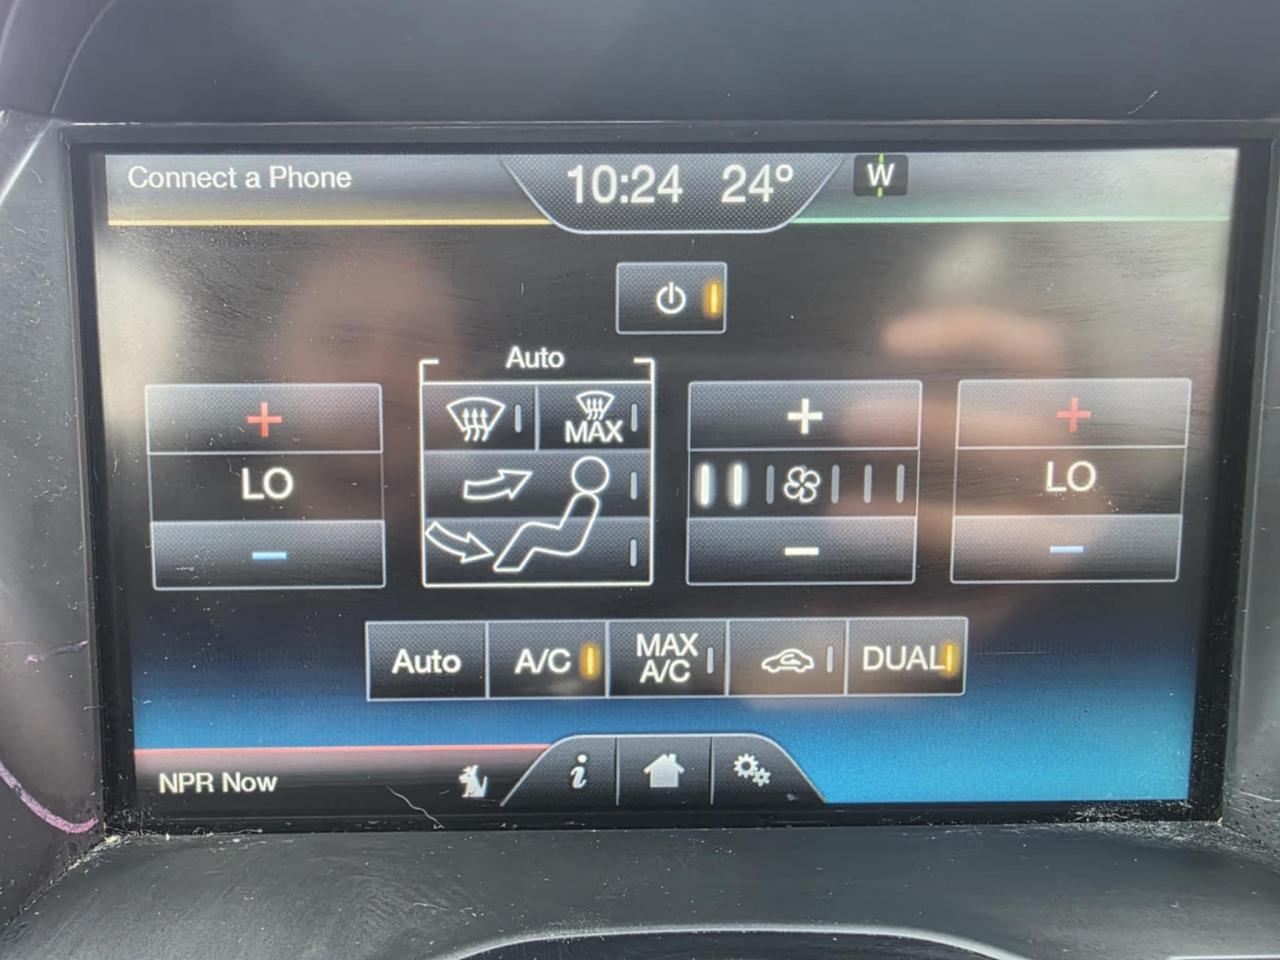 Connect a Phone
10:24 24°
W
Auto
MAX
LO
LO
Auto
A/C
MAX
A/C
DUAL
NPR Now
i